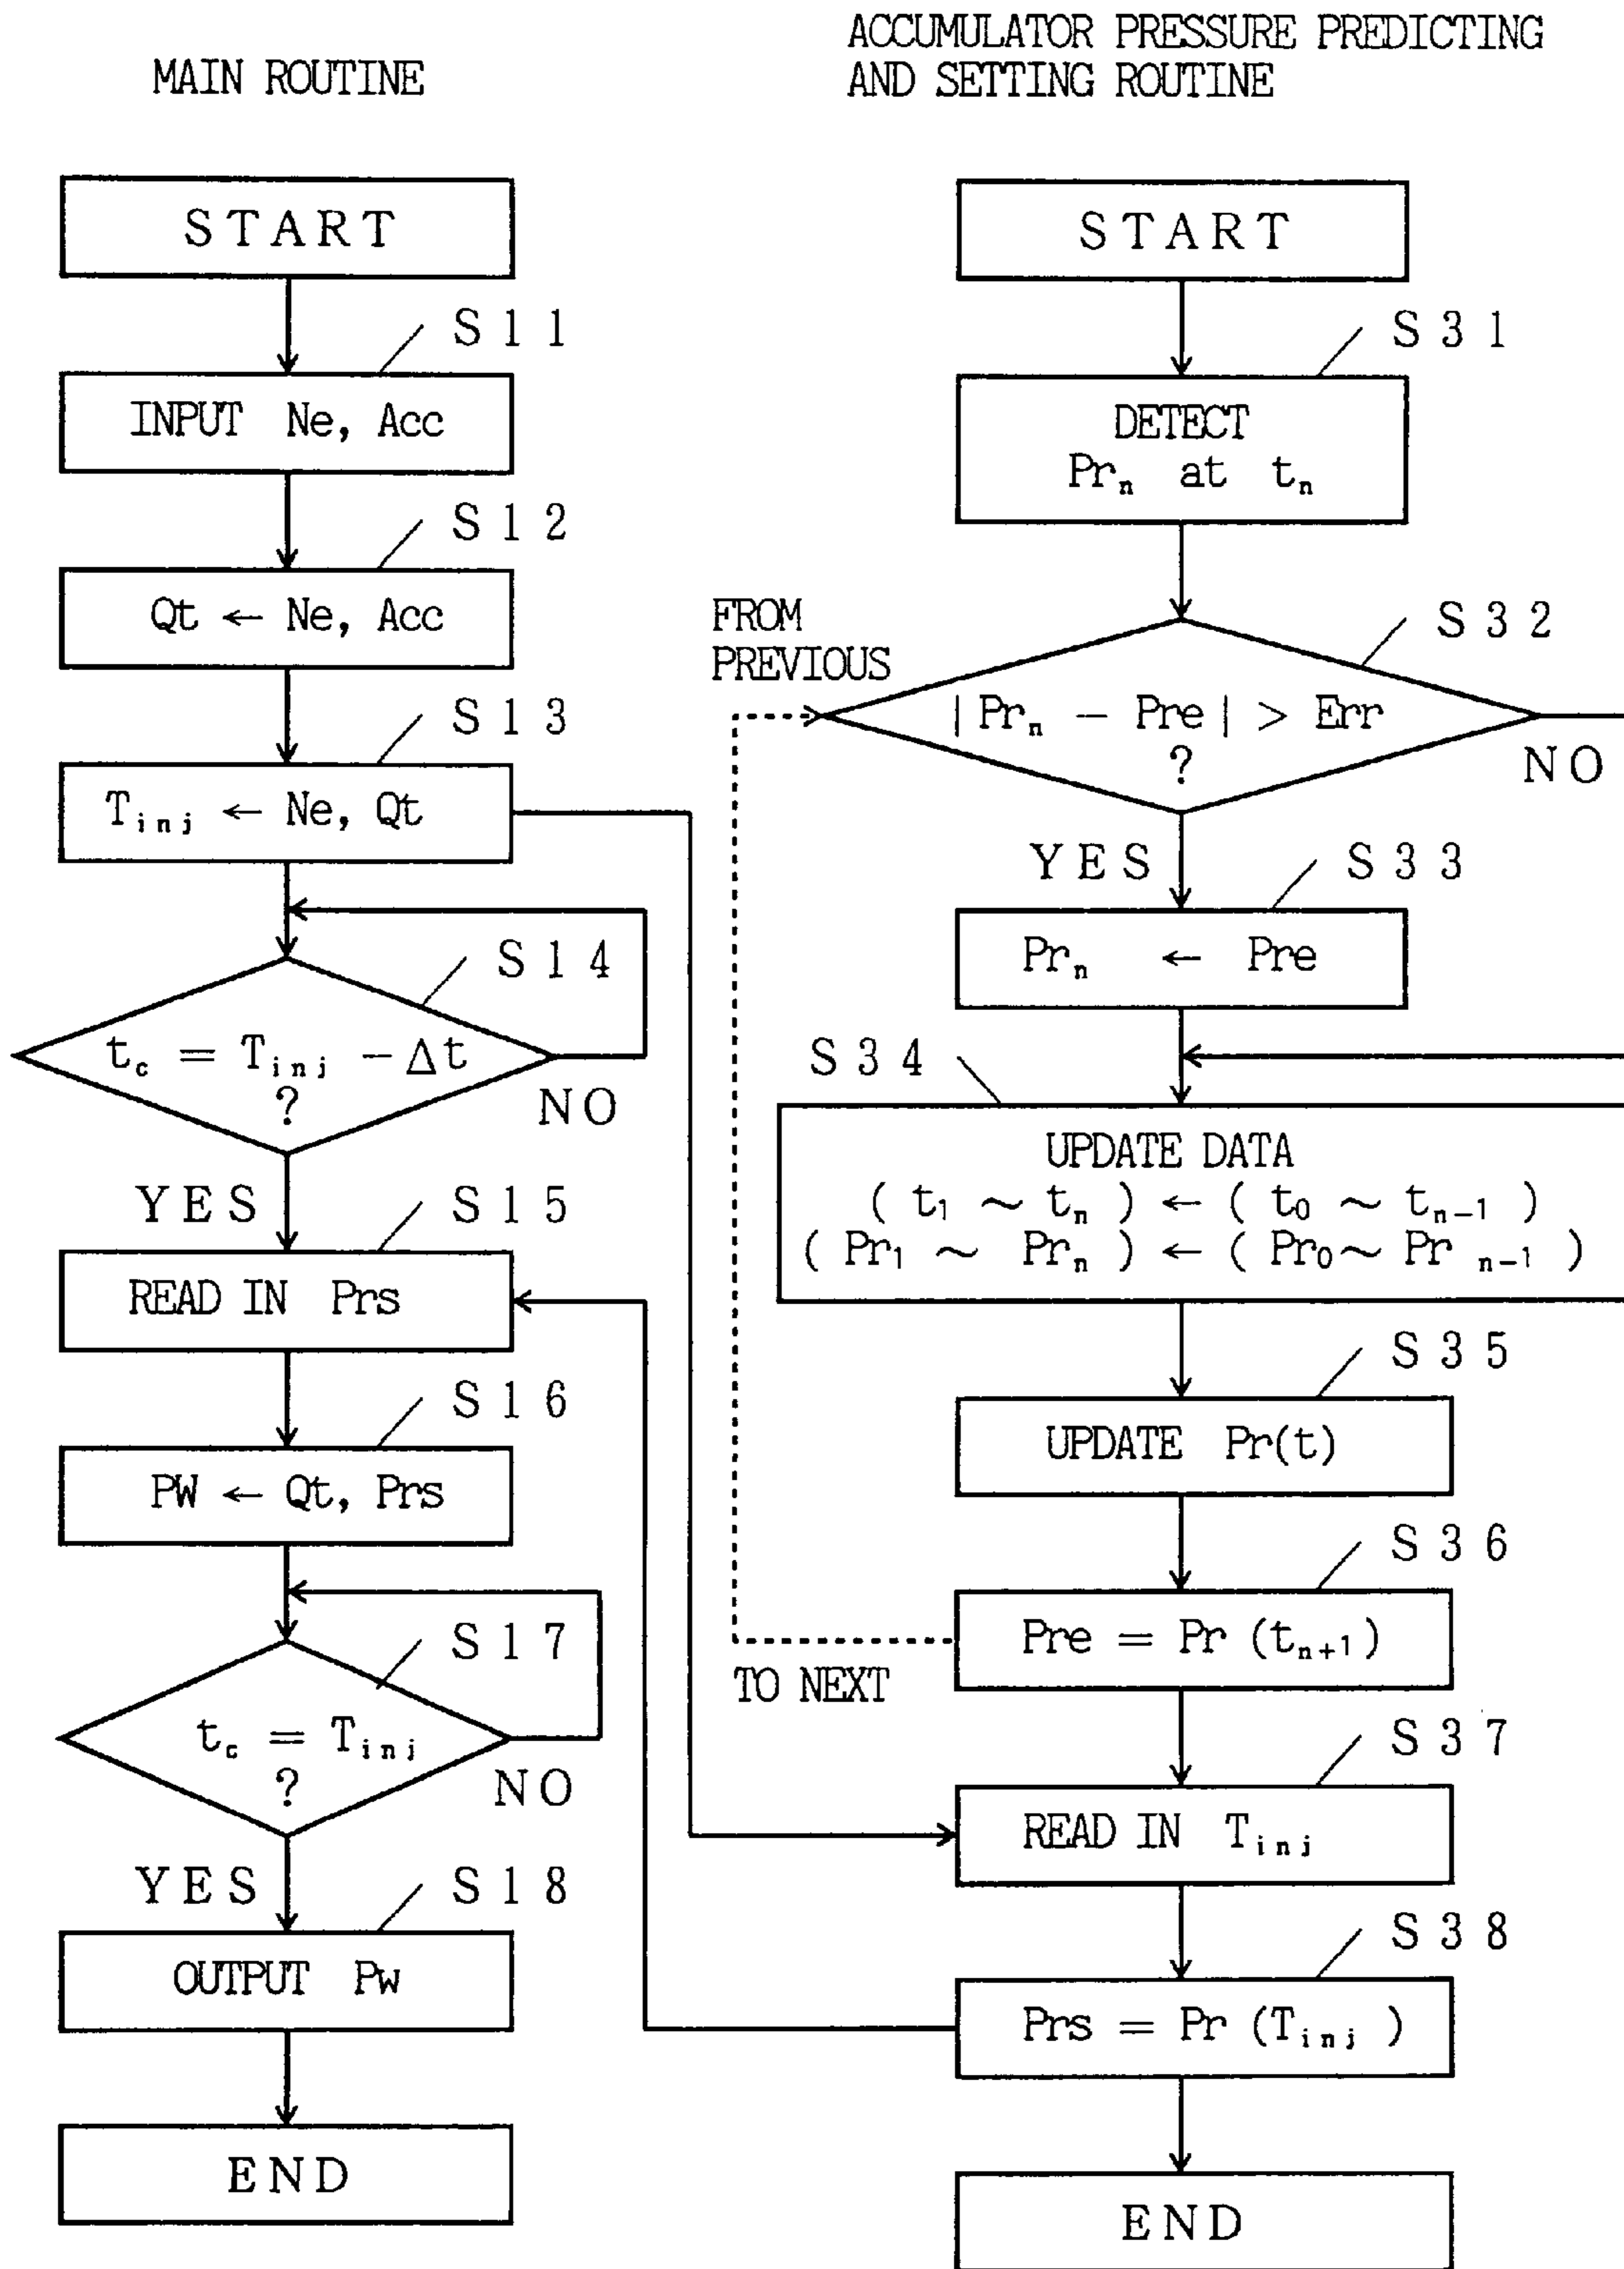 MAIN ROUTINE
START
S11
INPUT Ne, Acc
S12
Qt ← Ne, Acc
S13
Tinj ← Ne, Qt
S14
tc = Tinj − Δt
?
NO
YES
S15
READ IN Prs
S16
PW ← Qt, Prs
S17
tc = Tinj
?
NO
YES
S18
OUTPUT Pw
END
ACCUMULATOR PRESSURE PREDICTING
AND SETTING ROUTINE
START
S31
DETECT
Prn at tn
FROM
PREVIOUS
S32
| Prn − Pre | > Err
?
NO
YES
S33
Prn ← Pre
S34
UPDATE DATA
( t1 ~ tn ) ← ( t0 ~ tn-1 )
( Pr1 ~ Prn ) ← ( Pr0 ~ Pr n-1 )
S35
UPDATE Pr(t)
S36
Pre = Pr (tn+1)
TO NEXT
S37
READ IN Tinj
S38
Prs = Pr (Tinj )
END